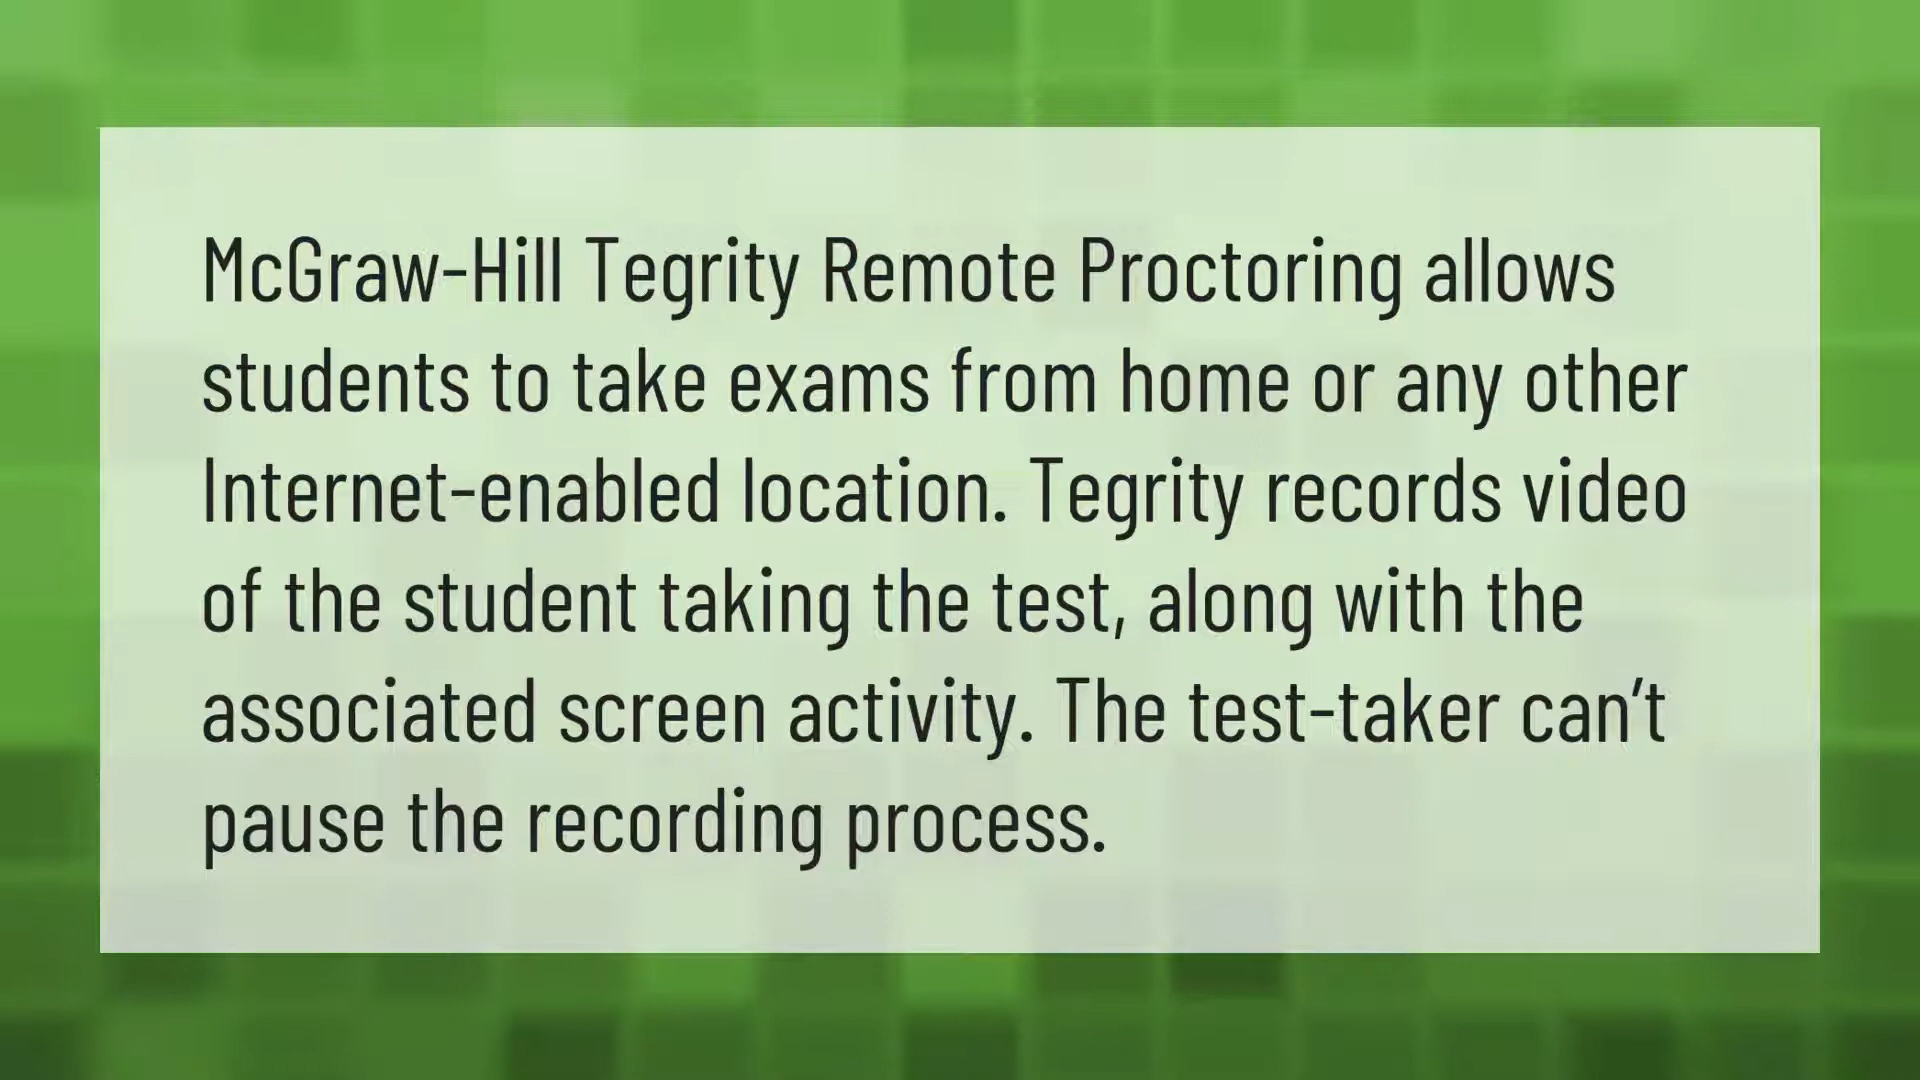 McGraw-Hill Tegrity Remote Proctoring allows
students to take exams from home or any other
Internet-enabled location. Tegrity records video
of the student taking the test, along with the
associated screen activity. The test-taker can’t
pause the recording process.